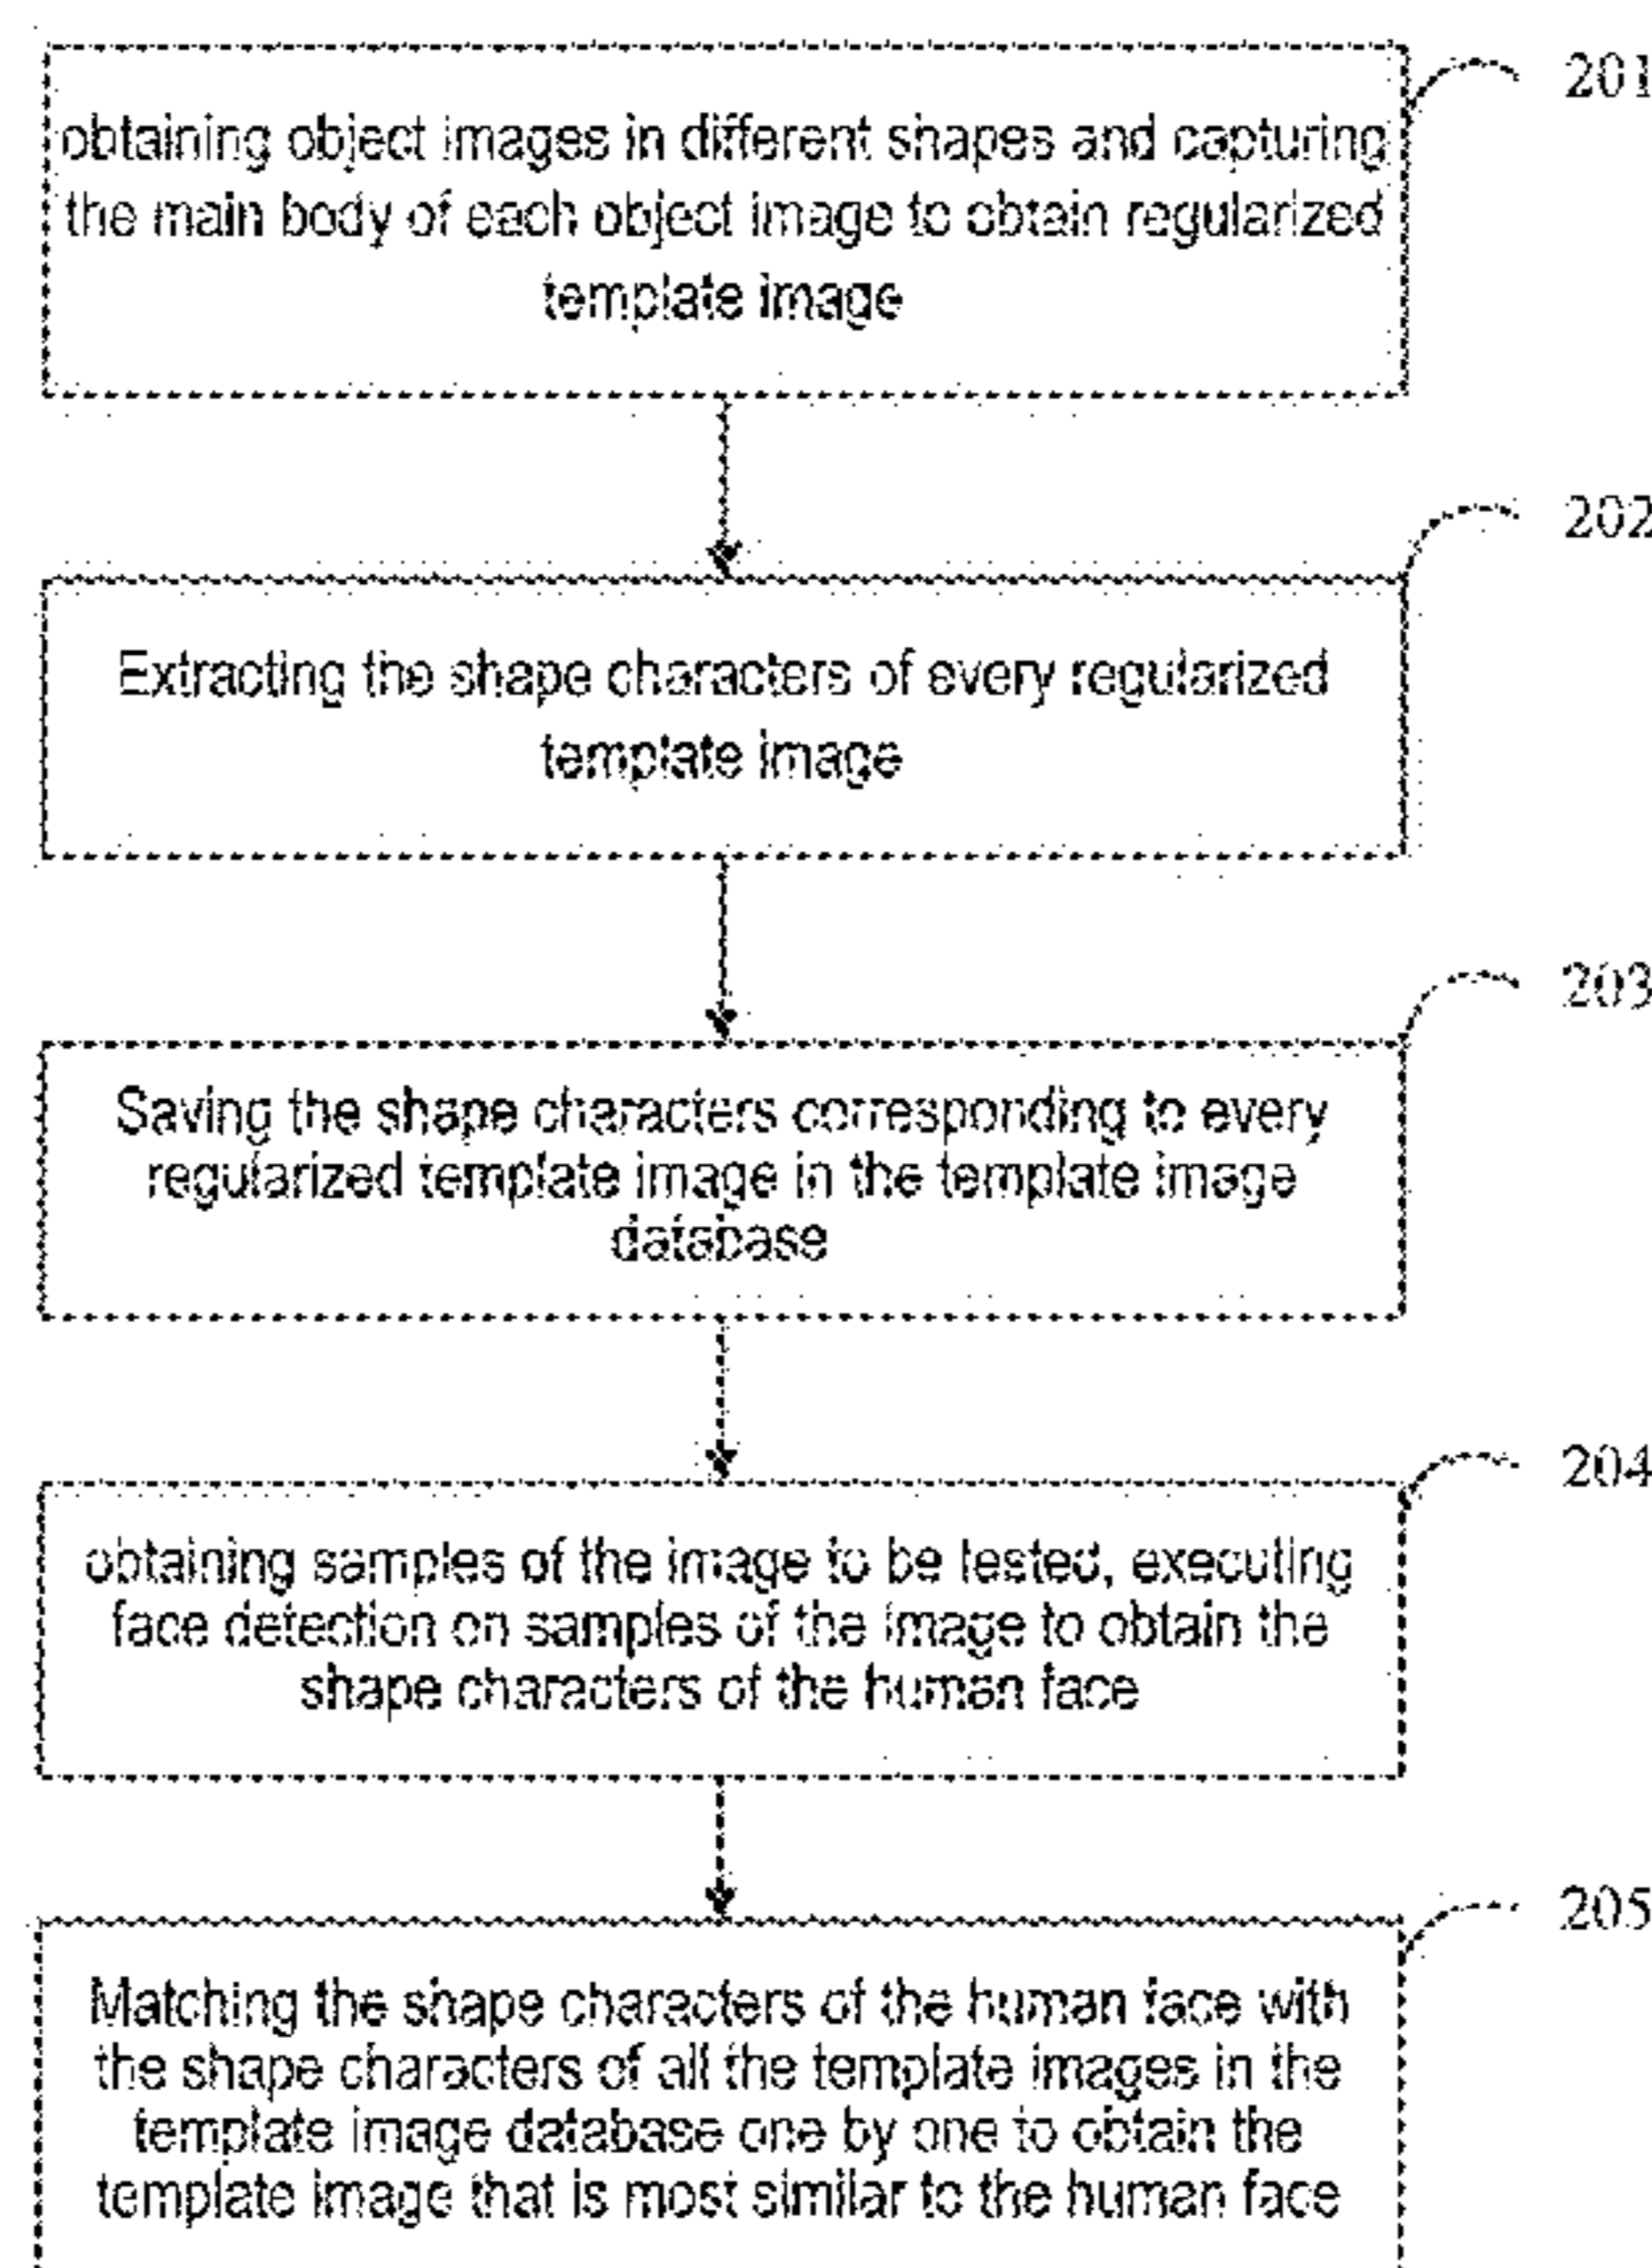 201
obtaining object images in different shapes and capturing
the main body of each object image to obtain regularized
template image
202
Extracting the shape characters of every regularized
template image
203
Saving the shape characters corresponding to every
regularized template image in the template image
database
204
obtaining samples of the image to be tested, executing
face detection on samples of the image to obtain the
shape characters of the human face
205
Matching the shape characters of the human face with
the shape characters of all the template images in the
template image database one by one to obtain the
template image that is most similar to the human face